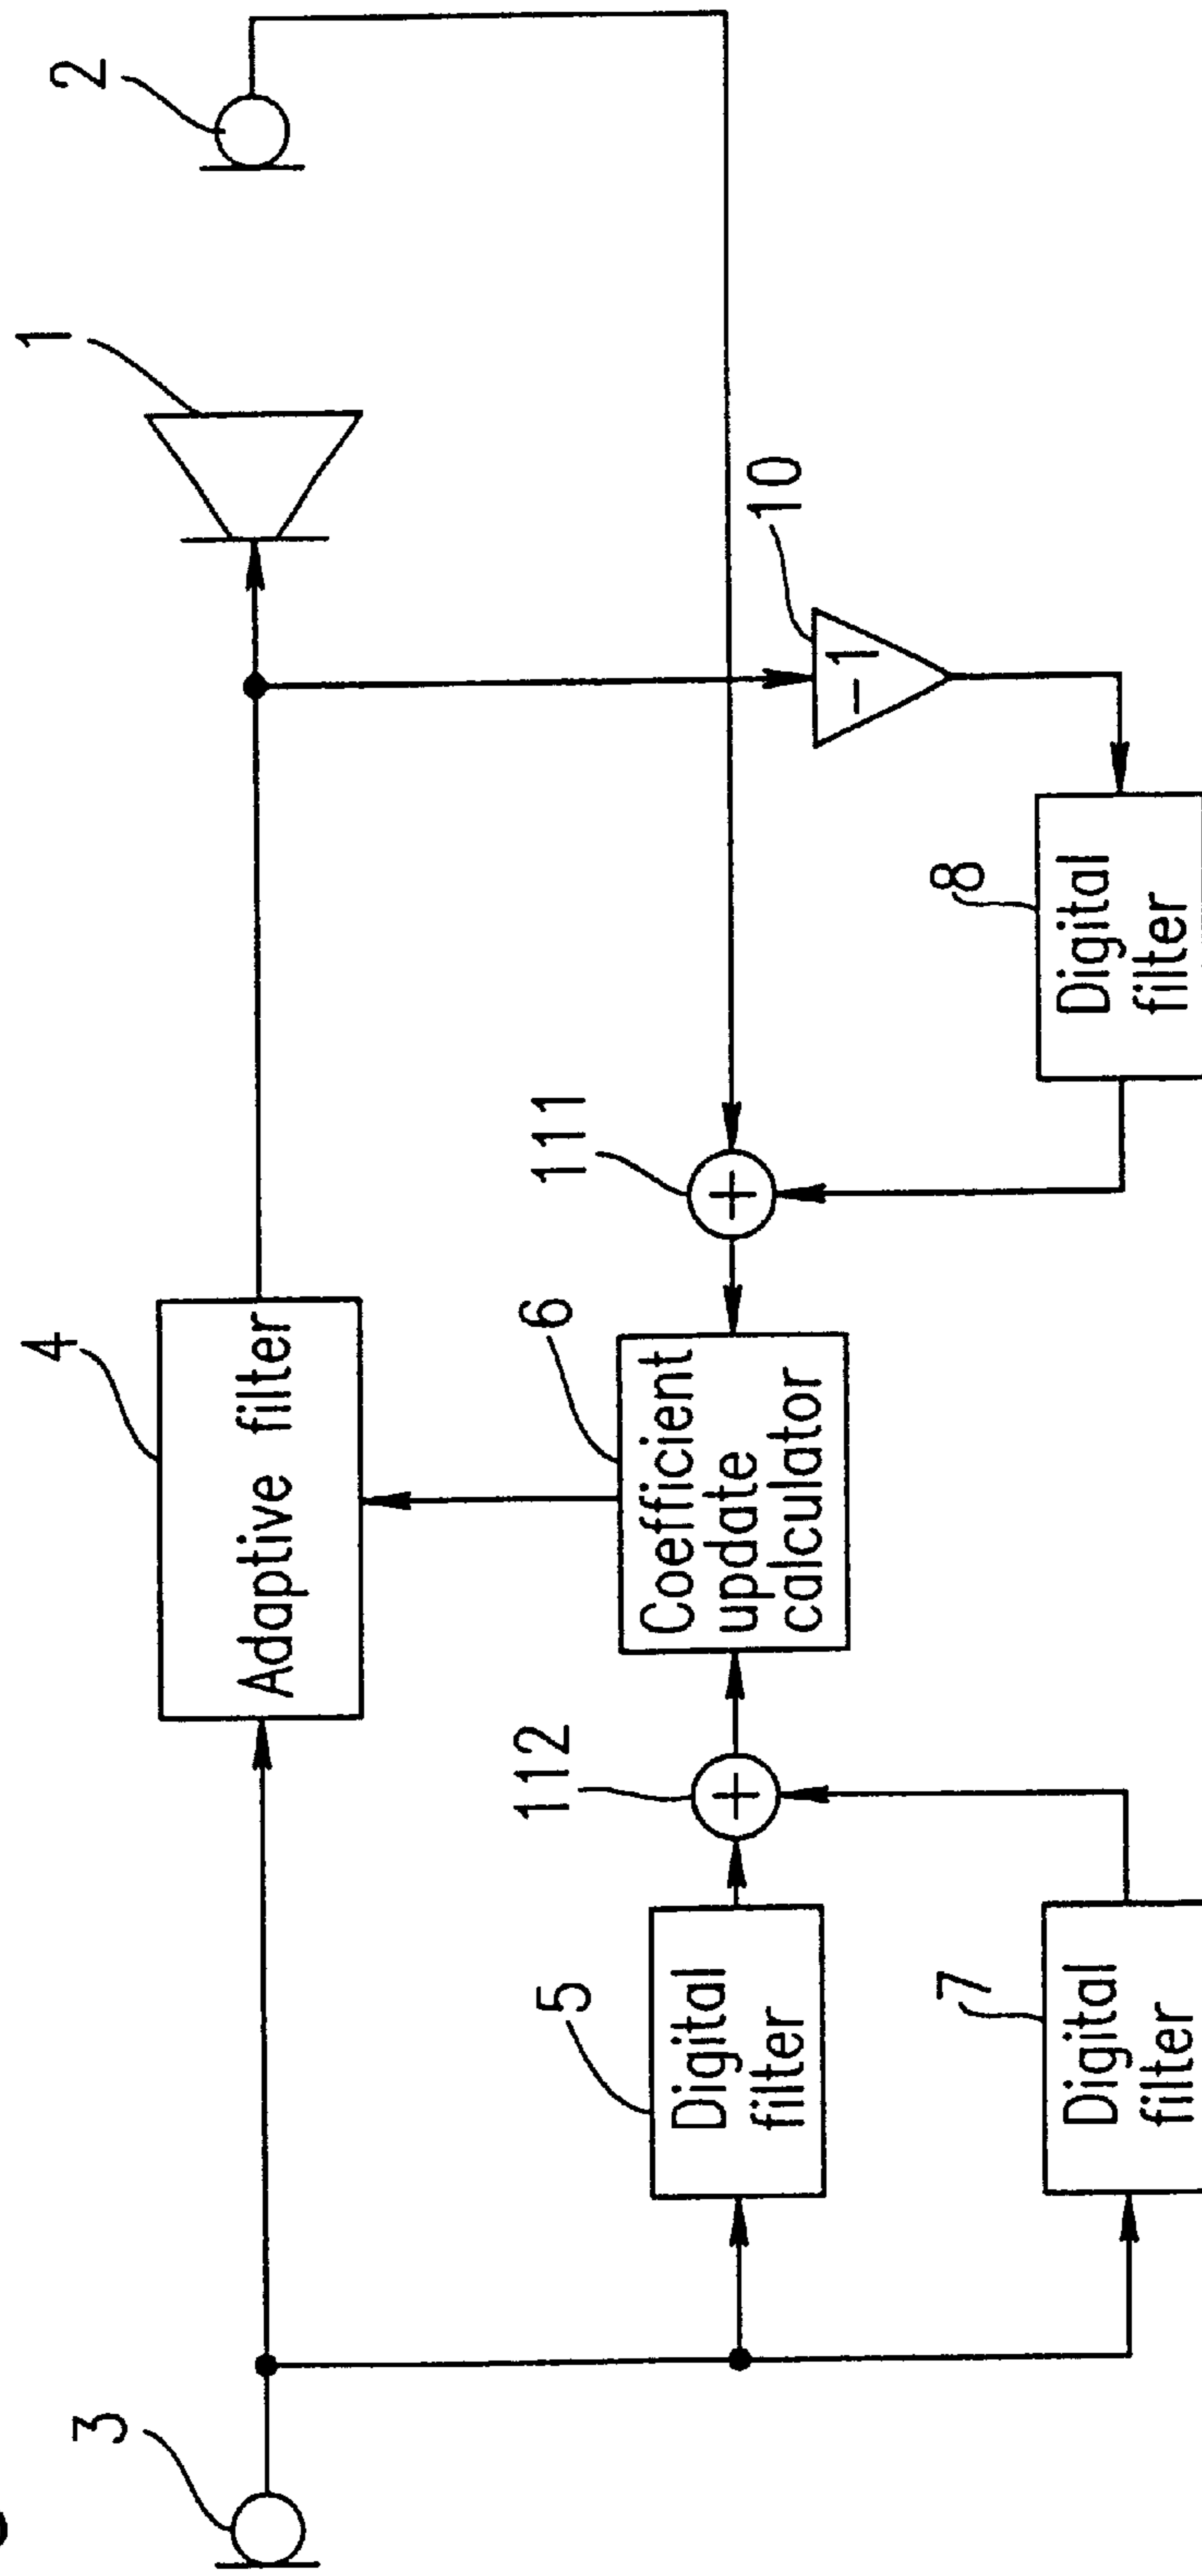 2
1
10
-1
8
Digital
filter
111
4
Adaptive filter
6
Coefficient
update
calculator
112
5
Digital
filter
7
Digital
filter
3